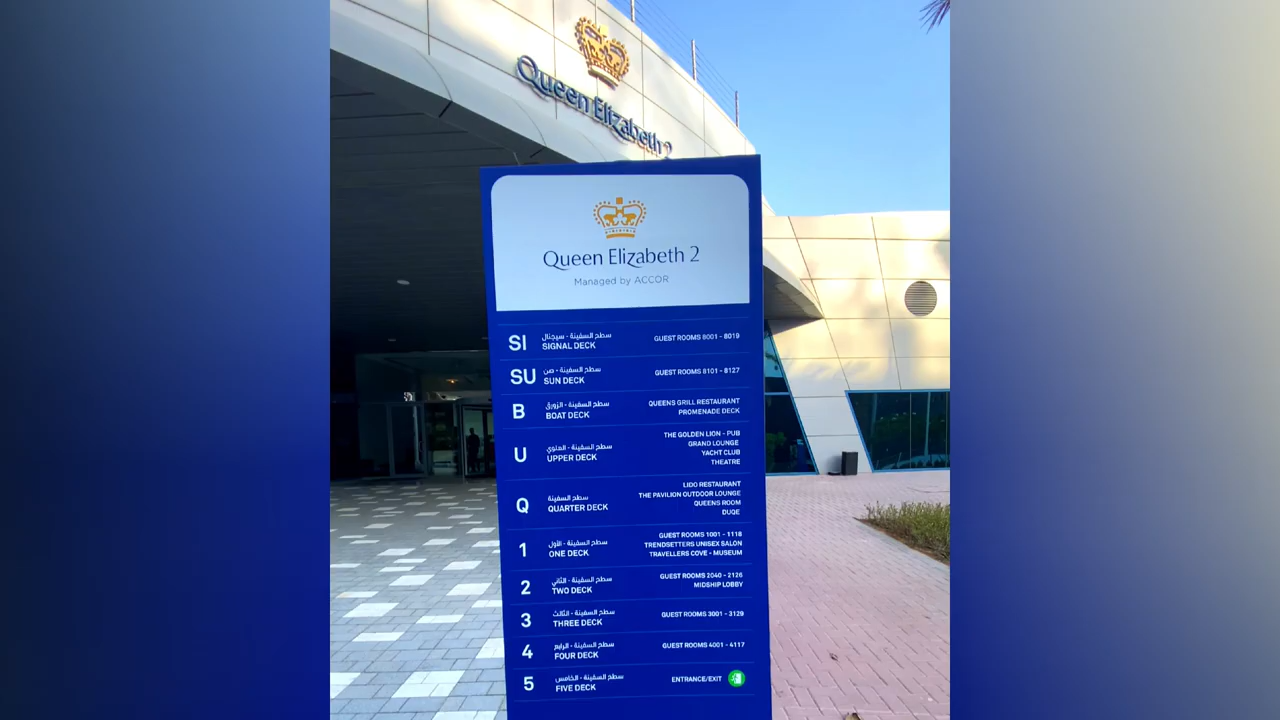 Queen Elizabeth 2
Queen Elizabeth 2
Managed by ACCOR
SI
سطح السفينة - سيجنال
SIGNAL DECK
GUEST ROOMS 8001 - 8019
SU
سطح السفينة - صن
SUN DECK
GUEST ROOMS 8101 - 8127
B
سطح السفينة - الزورق
BOAT DECK
QUEENS GRILL RESTAURANT
PROMENADE DECK
U
سطح السفينة - العلوي
UPPER DECK
THE GOLDEN LION - PUB
GRAND LOUNGE
YACHT CLUB
THEATRE
Q
سطح السفينة
QUARTER DECK
LIDO RESTAURANT
THE PAVILION OUTDOOR LOUNGE
QUEENS ROOM
DUQE
1
سطح السفينة - الأول
ONE DECK
GUEST ROOMS 1001 - 1118
TRENDSETTERS UNISEX SALON
TRAVELLERS COVE - MUSEUM
2
سطح السفينة - الثاني
TWO DECK
GUEST ROOMS 2040 - 2126
MIDSHIP LOBBY
3
سطح السفينة - الثالث
THREE DECK
GUEST ROOMS 3001 - 3129
4
سطح السفينة - الرابع
FOUR DECK
GUEST ROOMS 4001 - 4117
5
سطح السفينة - الخامس
FIVE DECK
ENTRANCE/EXIT